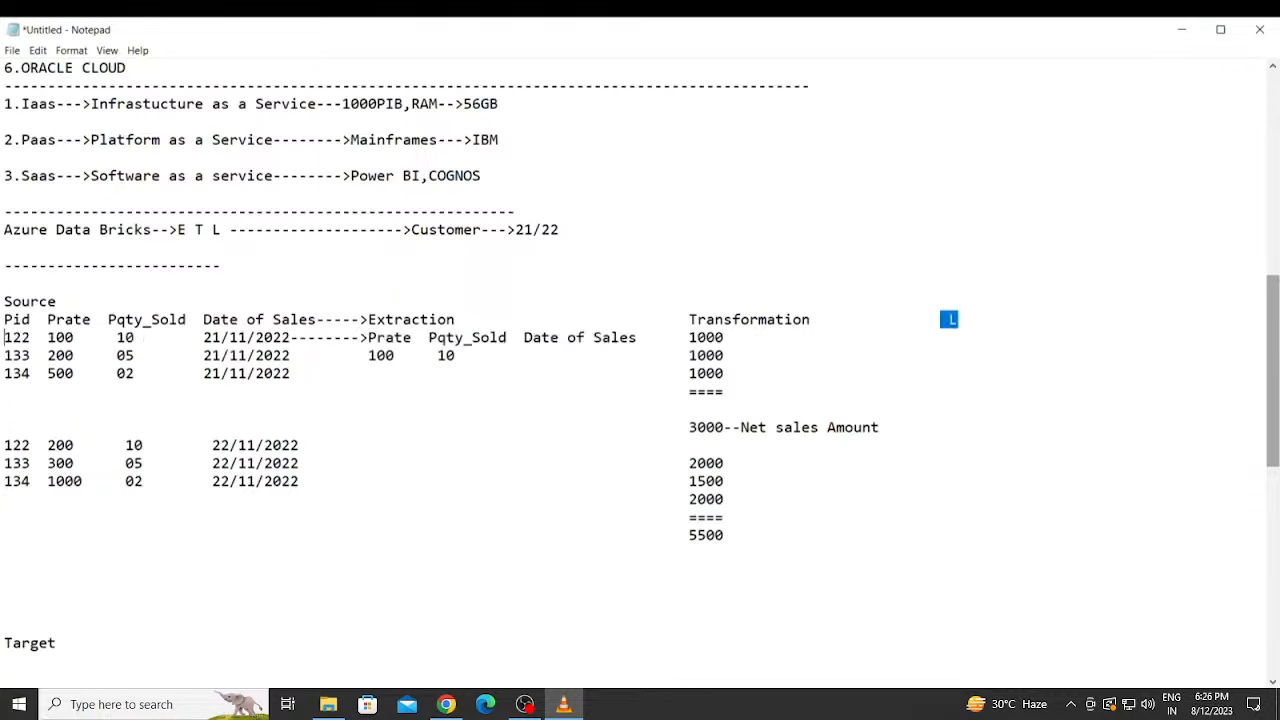 *Untitled - Notepad
File Edit Format View Help
6.ORACLE CLOUD
---------------------------------------------------------------------------------------------
1.Iaas--->Infrastucture as a Service---1000PIB,RAM-->56GB
2.Paas--->Platform as a Service-------->Mainframes--->IBM
3.Saas--->Software as a service-------->Power BI,COGNOS
-----------------------------------------------------------
Azure Data Bricks-->E T L -------------------->Customer--->21/22
-------------------------
Source
Pid Prate Pqty_Sold Date of Sales----->Extraction Transformation L
122 100 10 21/11/2022-------->Prate Pqty_Sold Date of Sales 1000
133 200 05 21/11/2022 100 10 1000
134 500 02 21/11/2022 1000
====
3000--Net sales Amount
122 200 10 22/11/2022
133 300 05 22/11/2022 2000
134 1000 02 22/11/2022 1500
2000
====
5500
Target
Type here to search
30°C Haze
ENG
IN
6:26 PM
8/12/2023